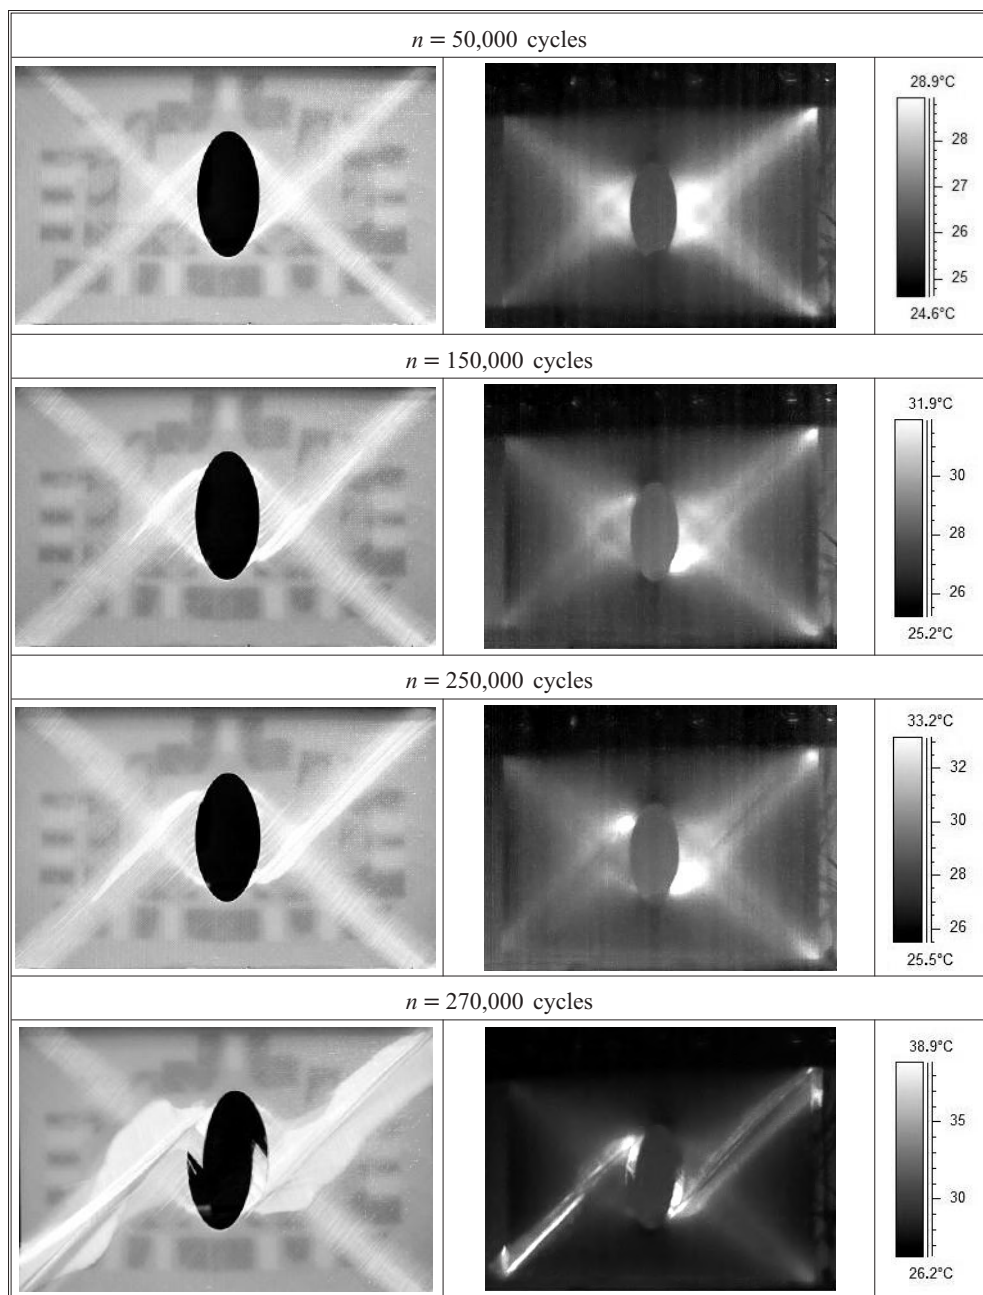 n = 50,000 cycles
28.9°C
28
27
26
25
24.6°C
n = 150,000 cycles
31.9°C
30
28
26
25.2°C
n = 250,000 cycles
33.2°C
32
30
28
26
25.5°C
n = 270,000 cycles
38.9°C
35
30
26.2°C